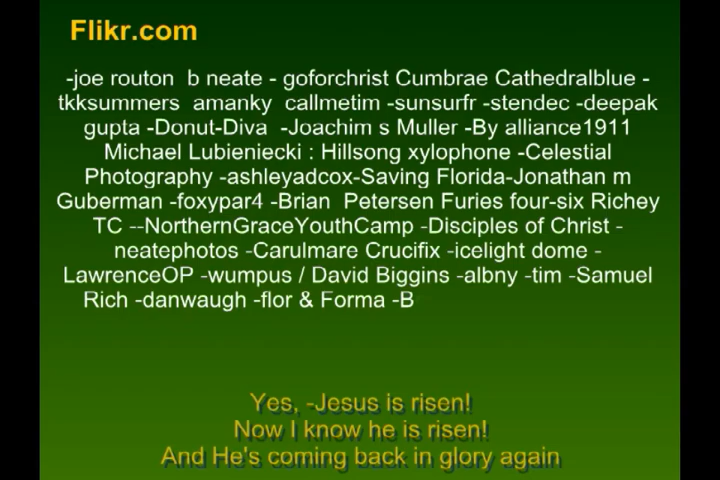 Flikr.com
-joe routon b neate - goforchrist Cumbrae Cathedralblue -
tkksummers amanky callmetim -sunsurfr -stendec -deepak
gupta -Donut-Diva -Joachim s Muller -By alliance1911
Michael Lubieniecki : Hillsong xylophone -Celestial
Photography -ashleyadcox-Saving Florida-Jonathan m
Guberman -foxypar4 -Brian Petersen Furies four-six Richey
TC --NorthernGraceYouthCamp -Disciples of Christ -
neatephotos -Carulmare Crucifix -icelight dome -
LawrenceOP -wumpus / David Biggins -albny -tim -Samuel
Rich -danwaugh -flor & Forma -B
Yes, -Jesus is risen!
Now I know he is risen!
And He's coming back in glory again